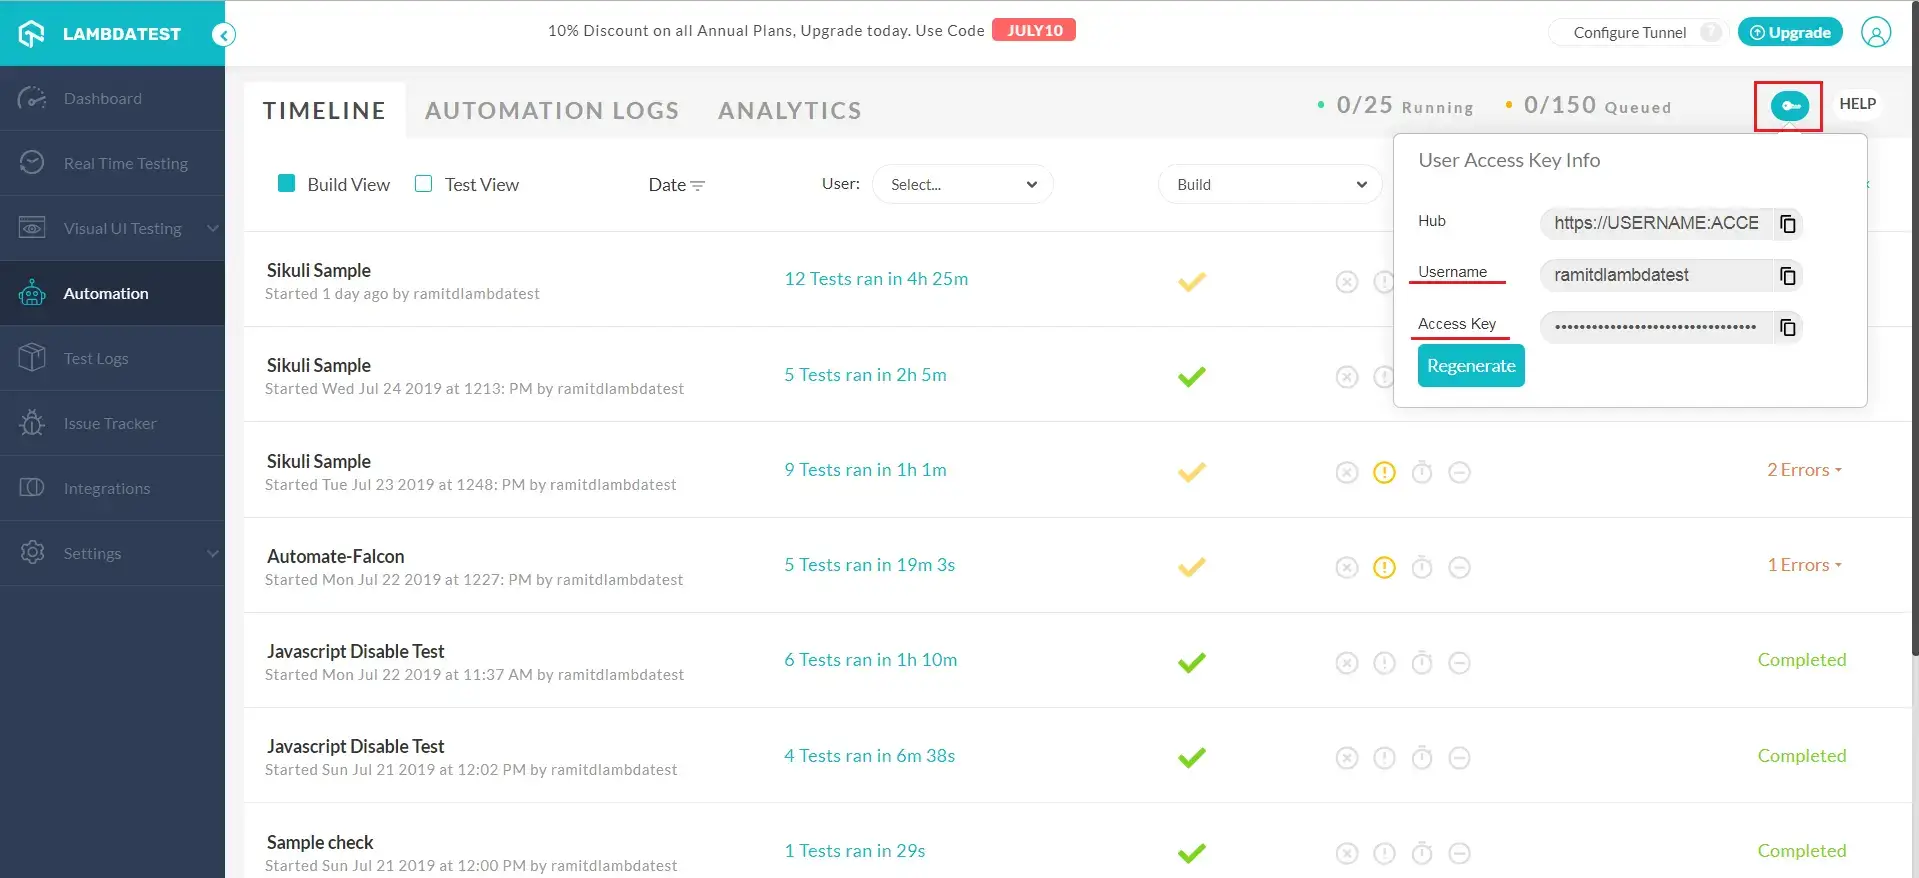 LAMBDATEST
10% Discount on all Annual Plans, Upgrade today. Use Code JULY10
Configure Tunnel ?
Upgrade
Dashboard
Real Time Testing
Visual UI Testing
Automation
Test Logs
Issue Tracker
Integrations
Settings
TIMELINE AUTOMATION LOGS ANALYTICS
0/25 Running 0/150 Queued
HELP
Build View Test View Date User: Select... Build
User Access Key Info
Hub https://USERNAME:ACCE
Username ramitdlambdatest
Access Key ••••••••••••••••••••••••••••••••
Regenerate
Sikuli Sample
Started 1 day ago by ramitdlambdatest
12 Tests ran in 4h 25m
Sikuli Sample
Started Wed Jul 24 2019 at 1213: PM by ramitdlambdatest
5 Tests ran in 2h 5m
Sikuli Sample
Started Tue Jul 23 2019 at 1248: PM by ramitdlambdatest
9 Tests ran in 1h 1m
2 Errors
Automate-Falcon
Started Mon Jul 22 2019 at 1227: PM by ramitdlambdatest
5 Tests ran in 19m 3s
1 Errors
Javascript Disable Test
Started Mon Jul 22 2019 at 11:37 AM by ramitdlambdatest
6 Tests ran in 1h 10m
Completed
Javascript Disable Test
Started Sun Jul 21 2019 at 12:02 PM by ramitdlambdatest
4 Tests ran in 6m 38s
Completed
Sample check
Started Sun Jul 21 2019 at 12:00 PM by ramitdlambdatest
1 Tests ran in 29s
Completed